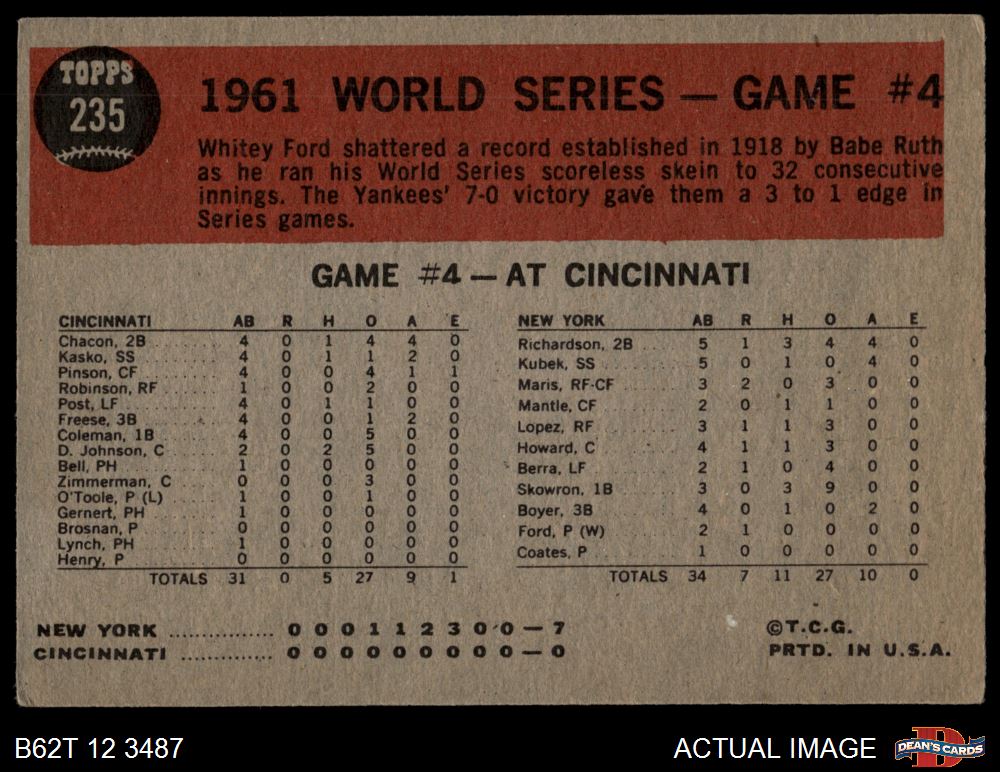 TOPPS
235
1961 WORLD SERIES — GAME #4
Whitey Ford shattered a record established in 1918 by Babe Ruth
as he ran his World Series scoreless skein to 32 consecutive
innings. The Yankees' 7-0 victory gave them a 3 to 1 edge in
Series games.
GAME #4 — AT CINCINNATI
CINCINNATI AB R H O A E
Chacon, 2B 4 0 1 4 4 0
Kasko, SS 4 0 1 1 2 0
Pinson, CF 4 0 0 4 1 1
Robinson, RF 1 0 0 2 0 0
Post, LF 4 0 1 1 0 0
Freese, 3B 4 0 0 1 2 0
Coleman, 1B 4 0 0 5 0 0
D. Johnson, C 2 0 2 5 0 0
Bell, PH 1 0 0 0 0 0
Zimmerman, C 0 0 0 3 0 0
O'Toole, P (L) 1 0 0 1 0 0
Gernert, PH 1 0 0 0 0 0
Brosnan, P 0 0 0 0 0 0
Lynch, PH 1 0 0 0 0 0
Henry, P 0 0 0 0 0 0
TOTALS 31 0 5 27 9 1
NEW YORK AB R H O A E
Richardson, 2B 5 1 3 4 4 0
Kubek, SS 5 0 1 0 4 0
Maris, RF-CF 3 2 0 3 0 0
Mantle, CF 2 0 1 1 0 0
Lopez, RF 3 1 1 3 0 0
Howard, C 4 1 1 3 0 0
Berra, LF 2 1 0 4 0 0
Skowron, 1B 3 0 3 9 0 0
Boyer, 3B 4 0 1 0 2 0
Ford, P (W) 2 1 0 0 0 0
Coates, P 1 0 0 0 0 0
TOTALS 34 7 11 27 10 0
NEW YORK ................ 0 0 0 1 1 2 3 0 0 — 7
CINCINNATI .............. 0 0 0 0 0 0 0 0 0 — 0
©T.C.G.
PRTD. IN U.S.A.
B62T 12 3487
ACTUAL IMAGE
DEAN'S CARDS